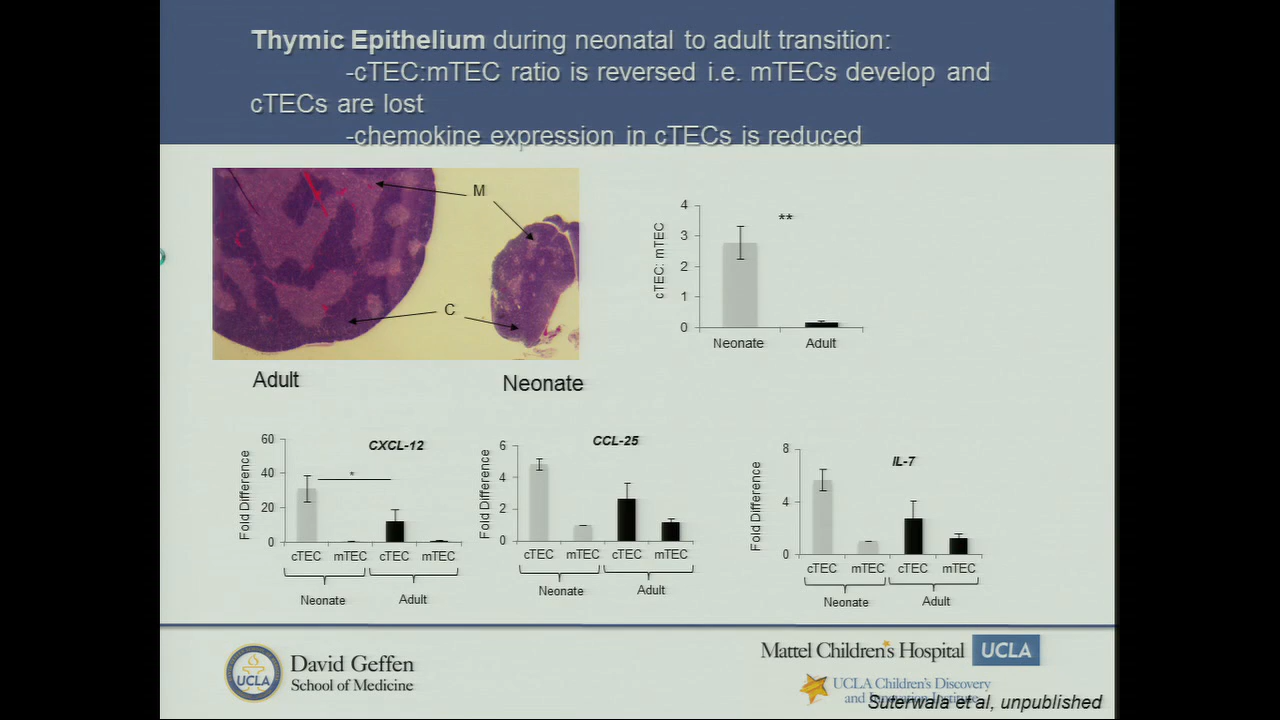 Thymic Epithelium during neonatal to adult transition:
-cTEC:mTEC ratio is reversed i.e. mTECs develop and
cTECs are lost
-chemokine expression in cTECs is reduced
M
C
Adult
Neonate
cTEC: mTEC
4
3
2
1
0
**
Neonate
Adult
CXCL-12
Fold Difference
60
40
20
0
*
cTEC
mTEC
cTEC
mTEC
Neonate
Adult
CCL-25
Fold Difference
6
4
2
0
cTEC
mTEC
cTEC
mTEC
Neonate
Adult
IL-7
Fold Difference
8
4
0
cTEC
mTEC
cTEC
mTEC
Neonate
Adult
UCLA
David Geffen
School of Medicine
Mattel Children's Hospital
UCLA
UCLA Children's Discovery
and Innovation Institute
Suterwala et al, unpublished